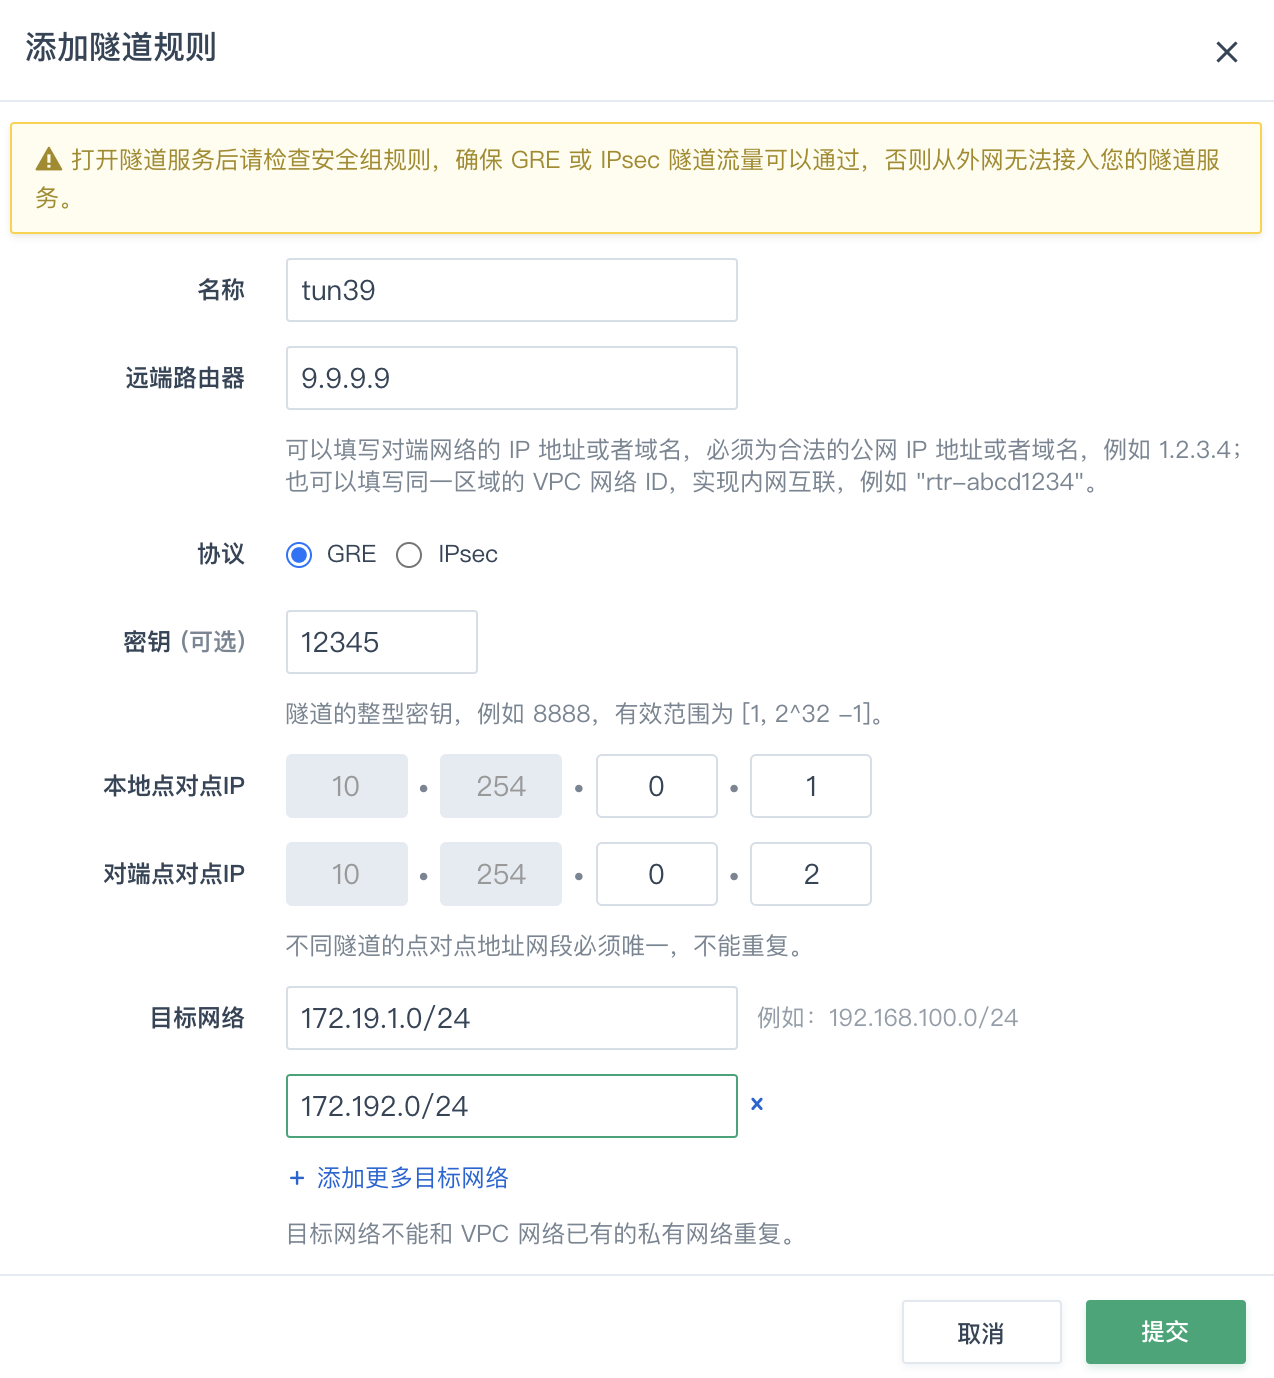 添加隧道规则
打开隧道服务后请检查安全组规则，确保 GRE 或 IPsec 隧道流量可以通过，否则从外网无法接入您的隧道服
务。
名称 tun39
远端路由器 9.9.9.9
可以填写对端网络的 IP 地址或者域名，必须为合法的公网 IP 地址或者域名，例如 1.2.3.4；
也可以填写同一区域的 VPC 网络 ID，实现内网互联，例如 "rtr-abcd1234"。
协议 GRE IPsec
密钥 (可选) 12345
隧道的整型密钥，例如 8888，有效范围为 [1, 2^32 -1]。
本地点对点IP 10 • 254 • 0 • 1
对端点对点IP 10 • 254 • 0 • 2
不同隧道的点对点地址网段必须唯一，不能重复。
目标网络 172.19.1.0/24 例如：192.168.100.0/24
172.192.0/24 ×
+ 添加更多目标网络
目标网络不能和 VPC 网络已有的私有网络重复。
取消 提交